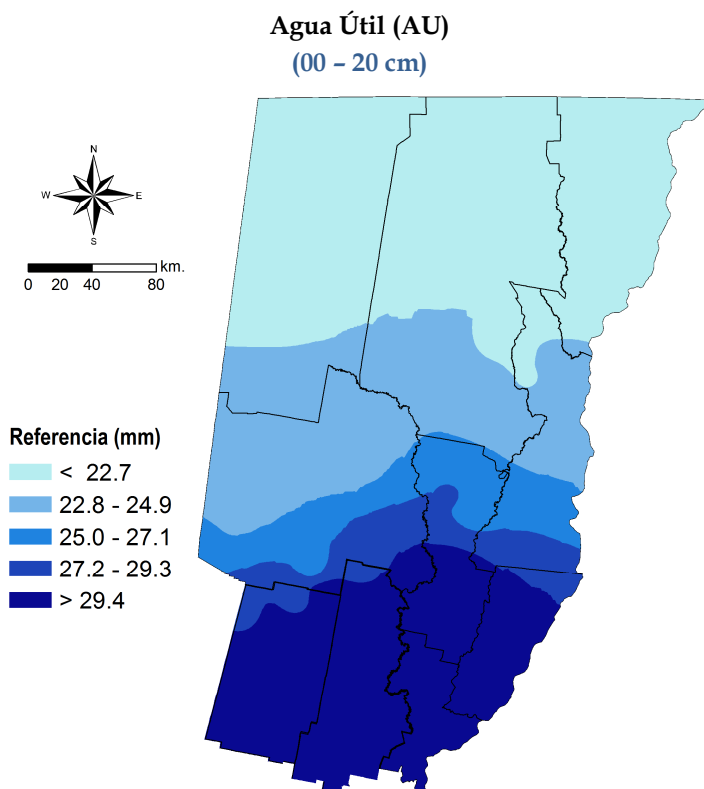 Agua Útil (AU)
(00 – 20 cm)
N
W E
S
km.
0 20 40 80
Referencia (mm)
< 22.7
22.8 - 24.9
25.0 - 27.1
27.2 - 29.3
> 29.4